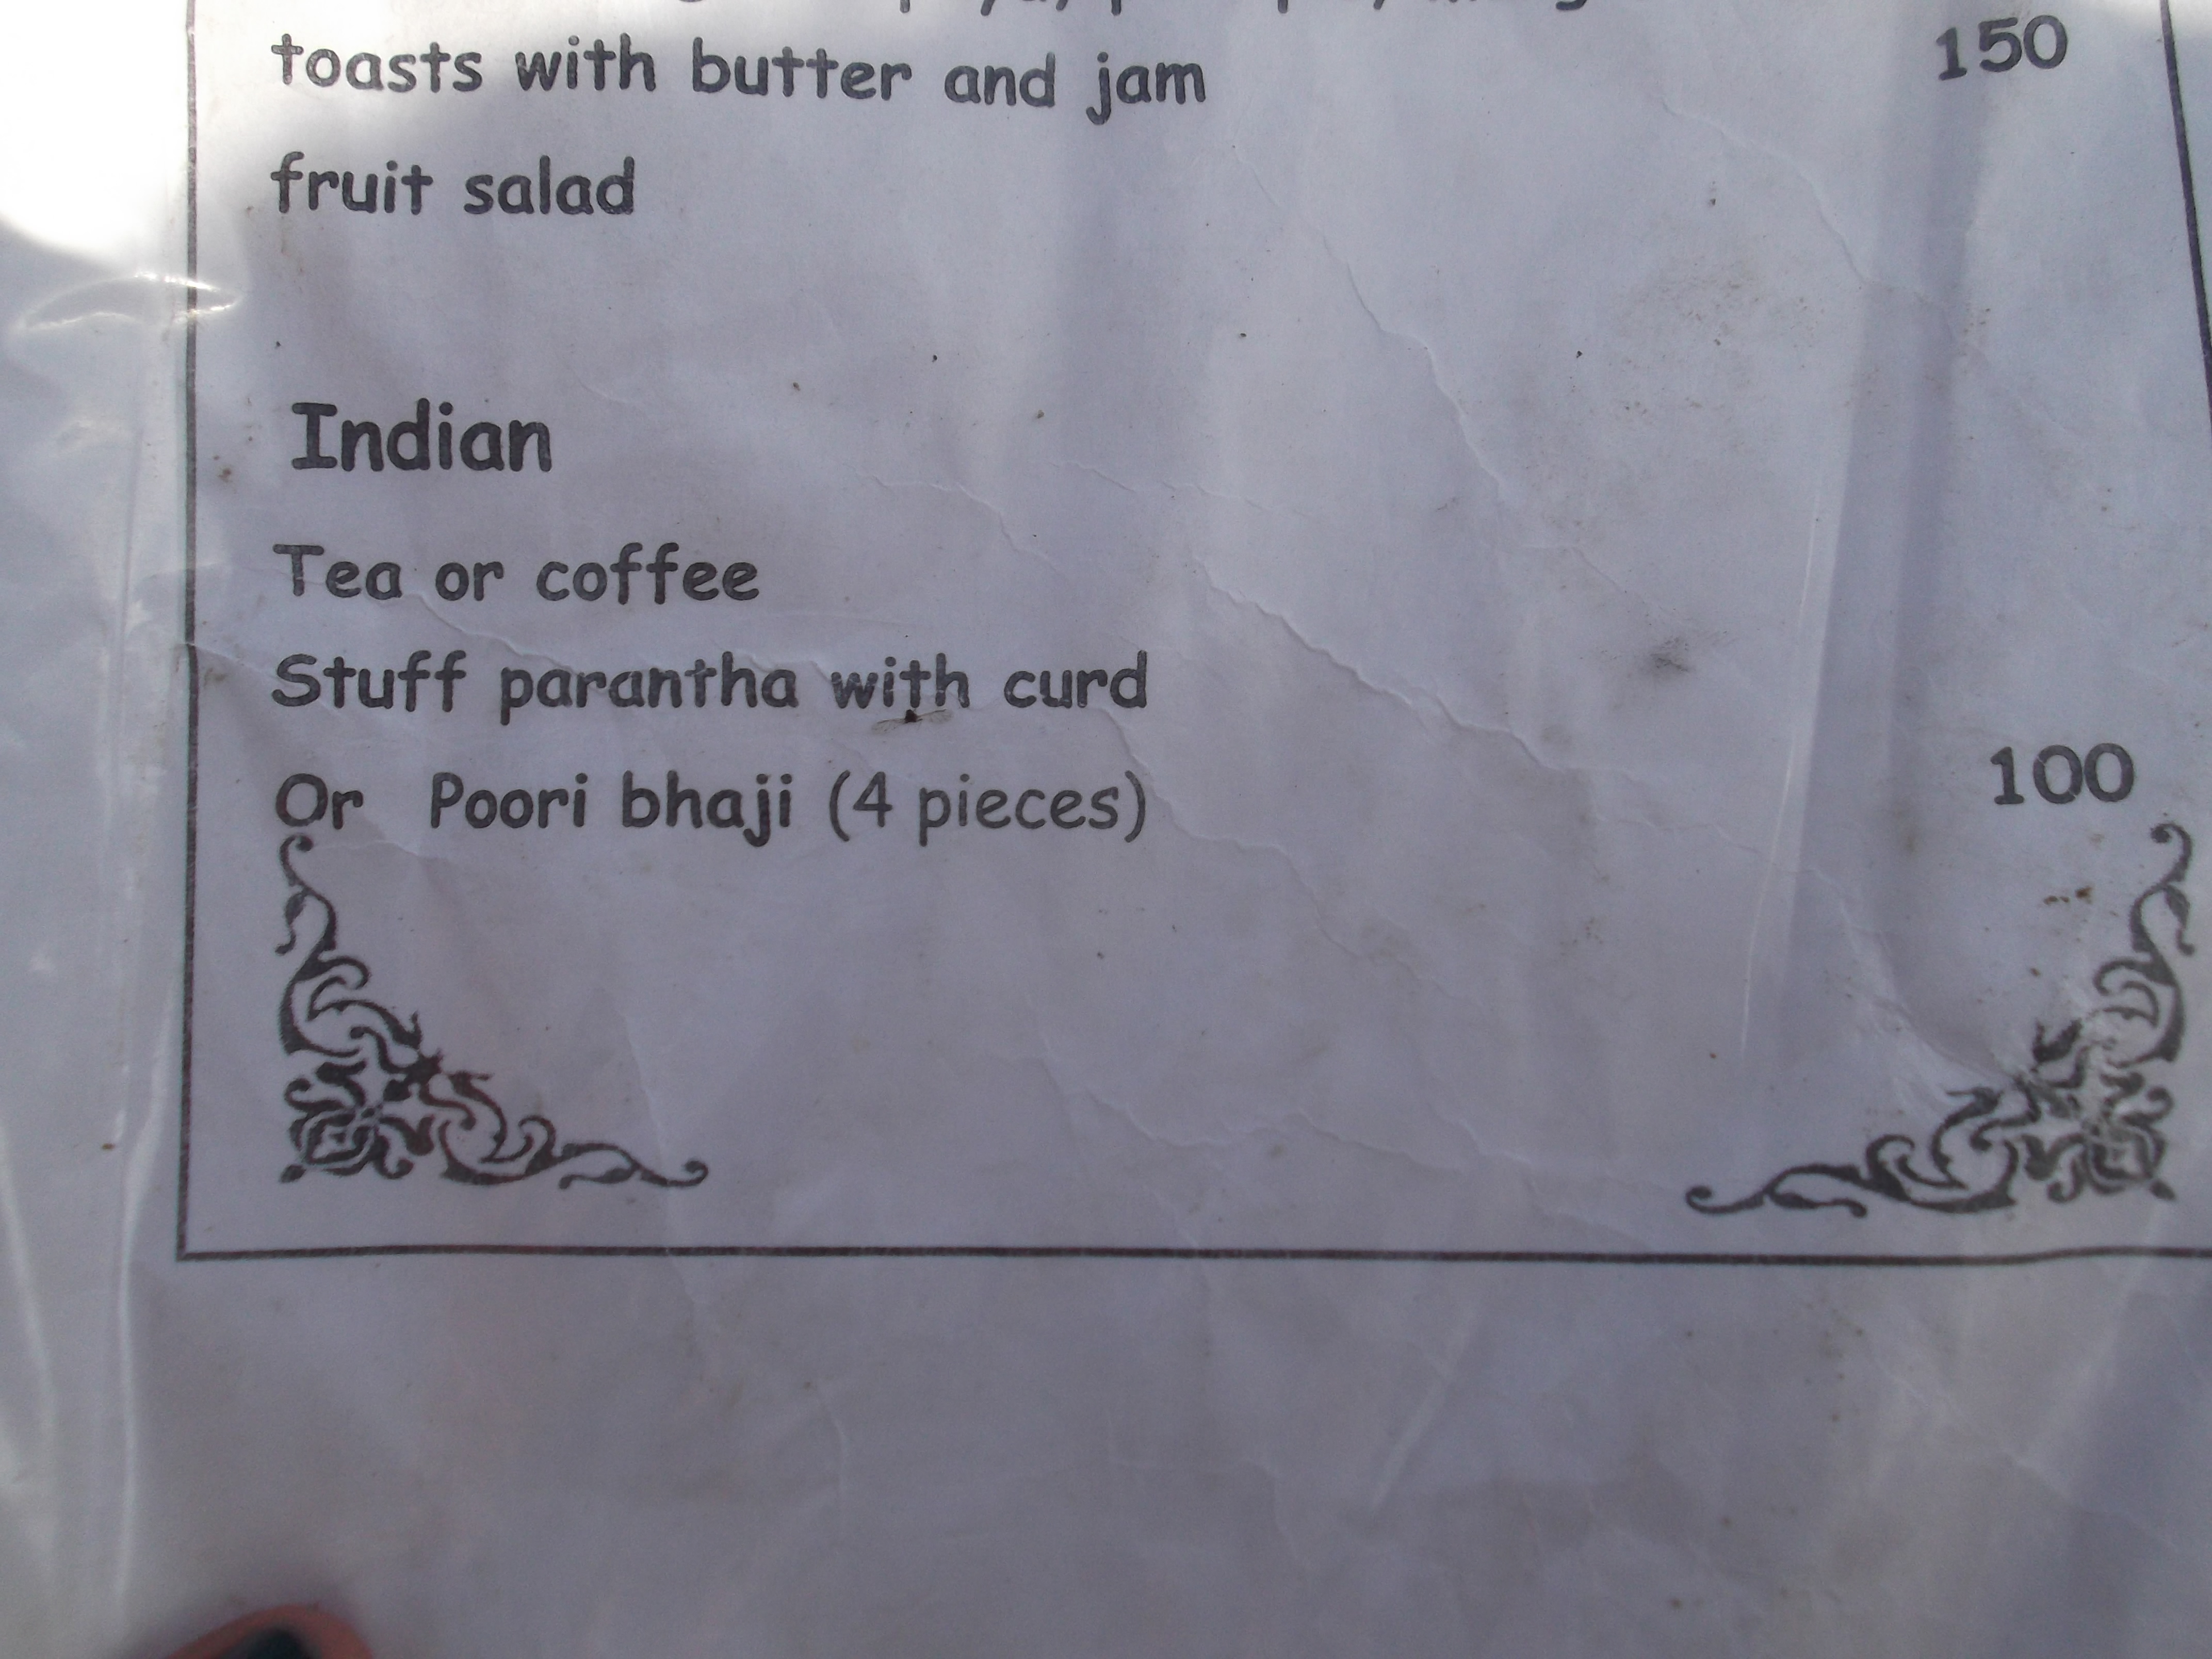 toasts with butter and jam 150
fruit salad
Indian
Tea or coffee
Stuff parantha with curd
Or Poori bhaji (4 pieces) 100